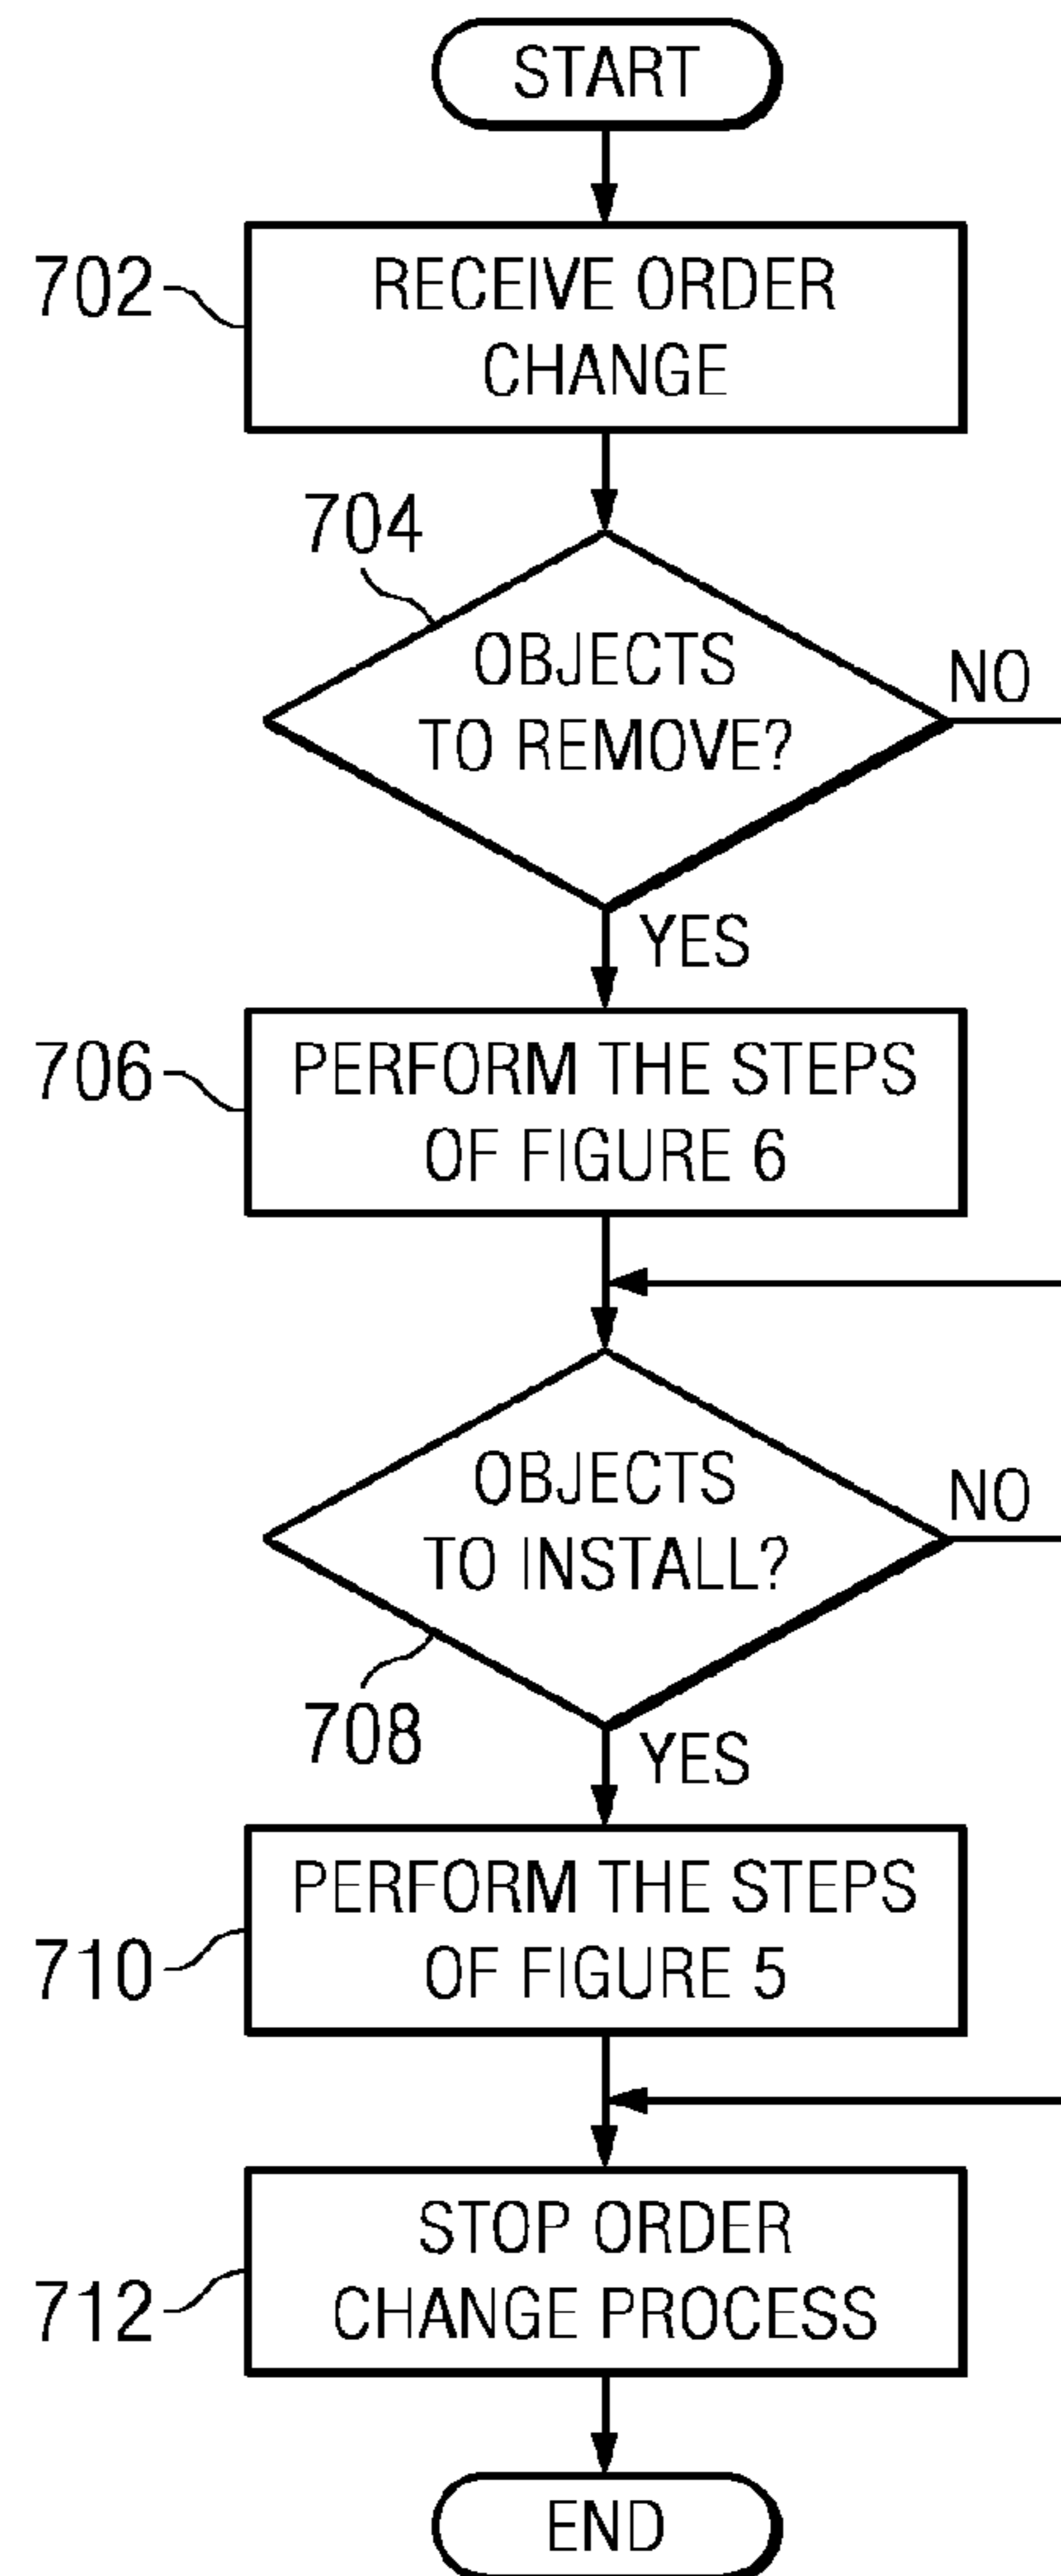 START
702
RECEIVE ORDER
CHANGE
704
OBJECTS
TO REMOVE?
NO
YES
706
PERFORM THE STEPS
OF FIGURE 6
OBJECTS
TO INSTALL?
NO
708
YES
710
PERFORM THE STEPS
OF FIGURE 5
712
STOP ORDER
CHANGE PROCESS
END